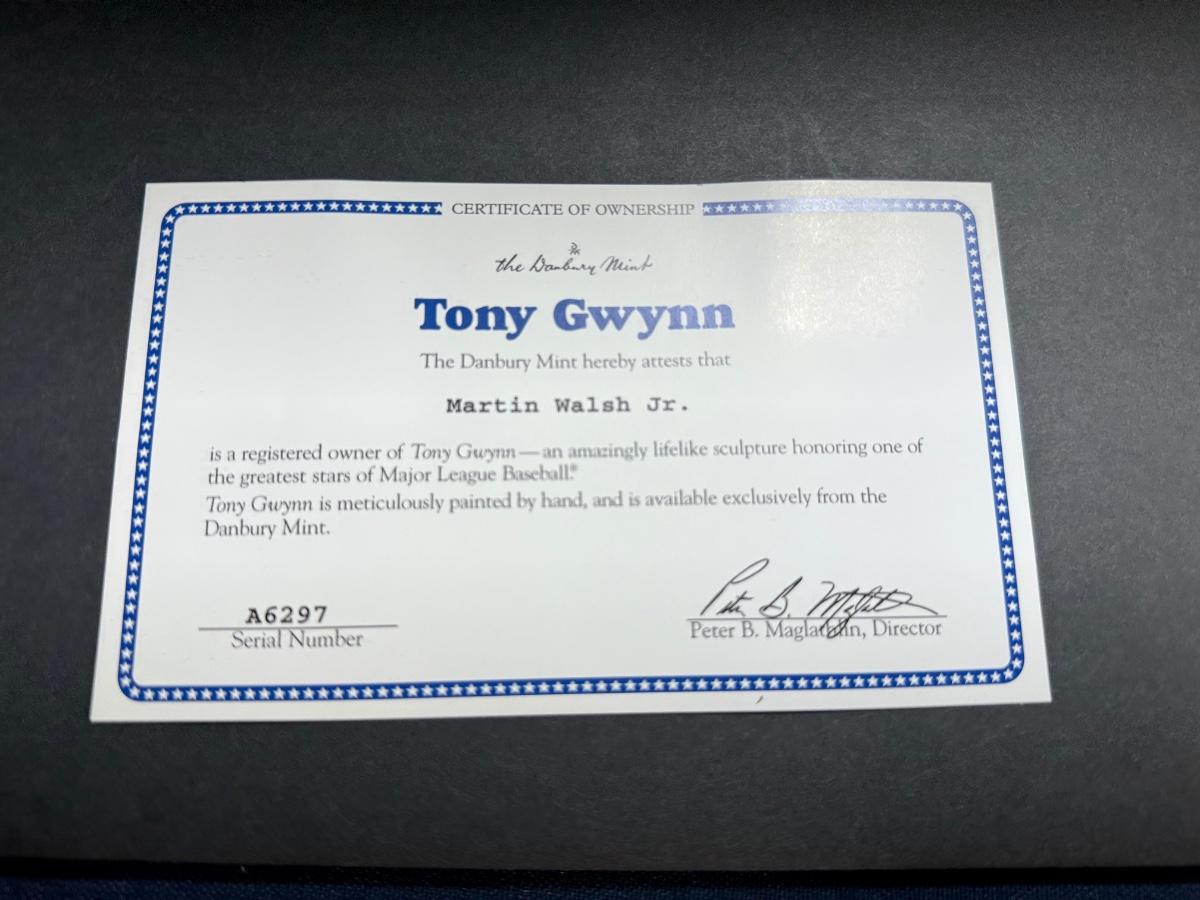 CERTIFICATE OF OWNERSHIP
DM
the Danbury Mint
Tony Gwynn
The Danbury Mint hereby attests that
Martin Walsh Jr.
is a registered owner of Tony Gwynn—an amazingly lifelike sculpture honoring one of
the greatest stars of Major League Baseball.®
Tony Gwynn is meticulously painted by hand, and is available exclusively from the
Danbury Mint.
A6297
Serial Number
Peter B. Maglathlin
Peter B. Maglathlin, Director